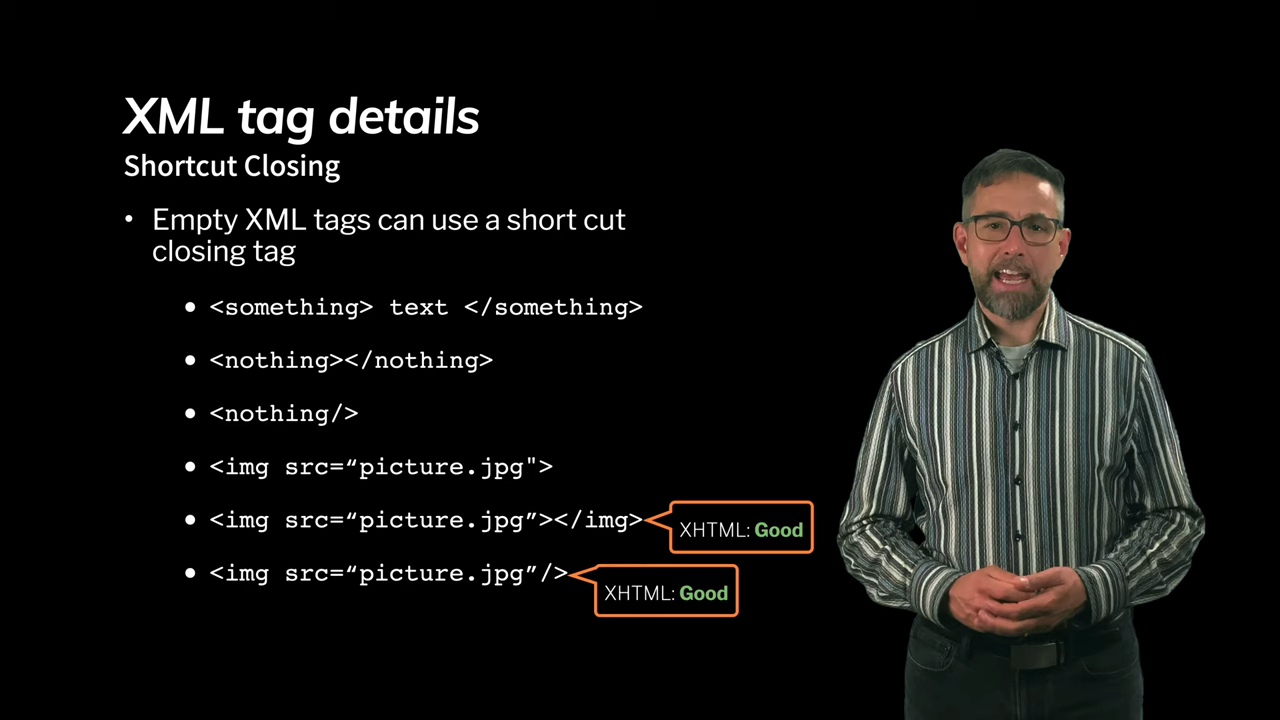 XML tag details
Shortcut Closing
• Empty XML tags can use a short cut
closing tag
• <something> text </something>
• <nothing></nothing>
• <nothing/>
• <img src=“picture.jpg">
• <img src=“picture.jpg”></img>
XHTML: Good
• <img src=“picture.jpg”/>
XHTML: Good